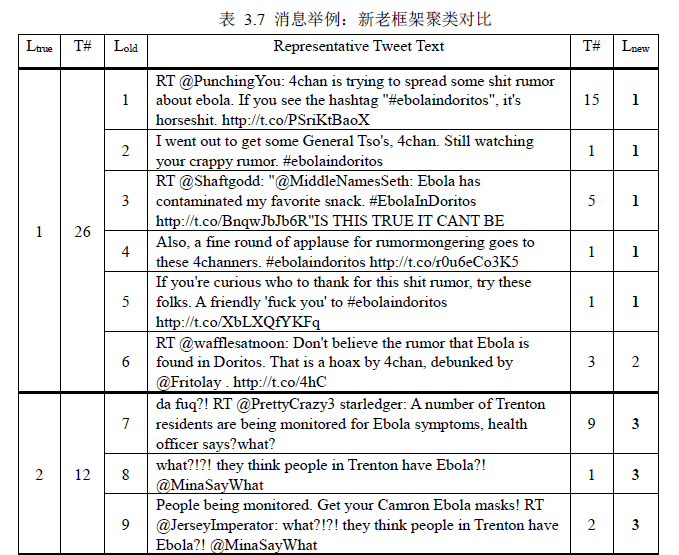 表 3.7 消息举例：新老框架聚类对比
Ltrue T# Lold Representative Tweet Text T# Lnew
1 26
1 RT @PunchingYou: 4chan is trying to spread some shit rumor
about ebola. If you see the hashtag "#ebolaindoritos", it's
horseshit. http://t.co/PSriKtBaoX 15 1
2 I went out to get some General Tso's, 4chan. Still watching
your crappy rumor. #ebolaindoritos 1 1
3 RT @Shaftgodd: "@MiddleNamesSeth: Ebola has
contaminated my favorite snack. #EbolaInDoritos
http://t.co/BnqwJbJb6R"IS THIS TRUE IT CANT BE 5 1
4 Also, a fine round of applause for rumormongering goes to
these 4channers. #ebolaindoritos http://t.co/r0u6eCo3K5 1 1
5 If you're curious who to thank for this shit rumor, try these
folks. A friendly 'fuck you' to #ebolaindoritos
http://t.co/XbLXQfYKFq 1 1
6 RT @wafflesatnoon: Don't believe the rumor that Ebola is
found in Doritos. That is a hoax by 4chan, debunked by
@Fritolay . http://t.co/4hC 3 2
2 12
7 da fuq?! RT @PrettyCrazy3 starledger: A number of Trenton
residents are being monitored for Ebola symptoms, health
officer says?what? 9 3
8 what?!?! they think people in Trenton have Ebola?!
@MinaSayWhat 1 3
9 People being monitored. Get your Camron Ebola masks! RT
@JerseyImperator: what?!?! they think people in Trenton have
Ebola?! @MinaSayWhat 2 3